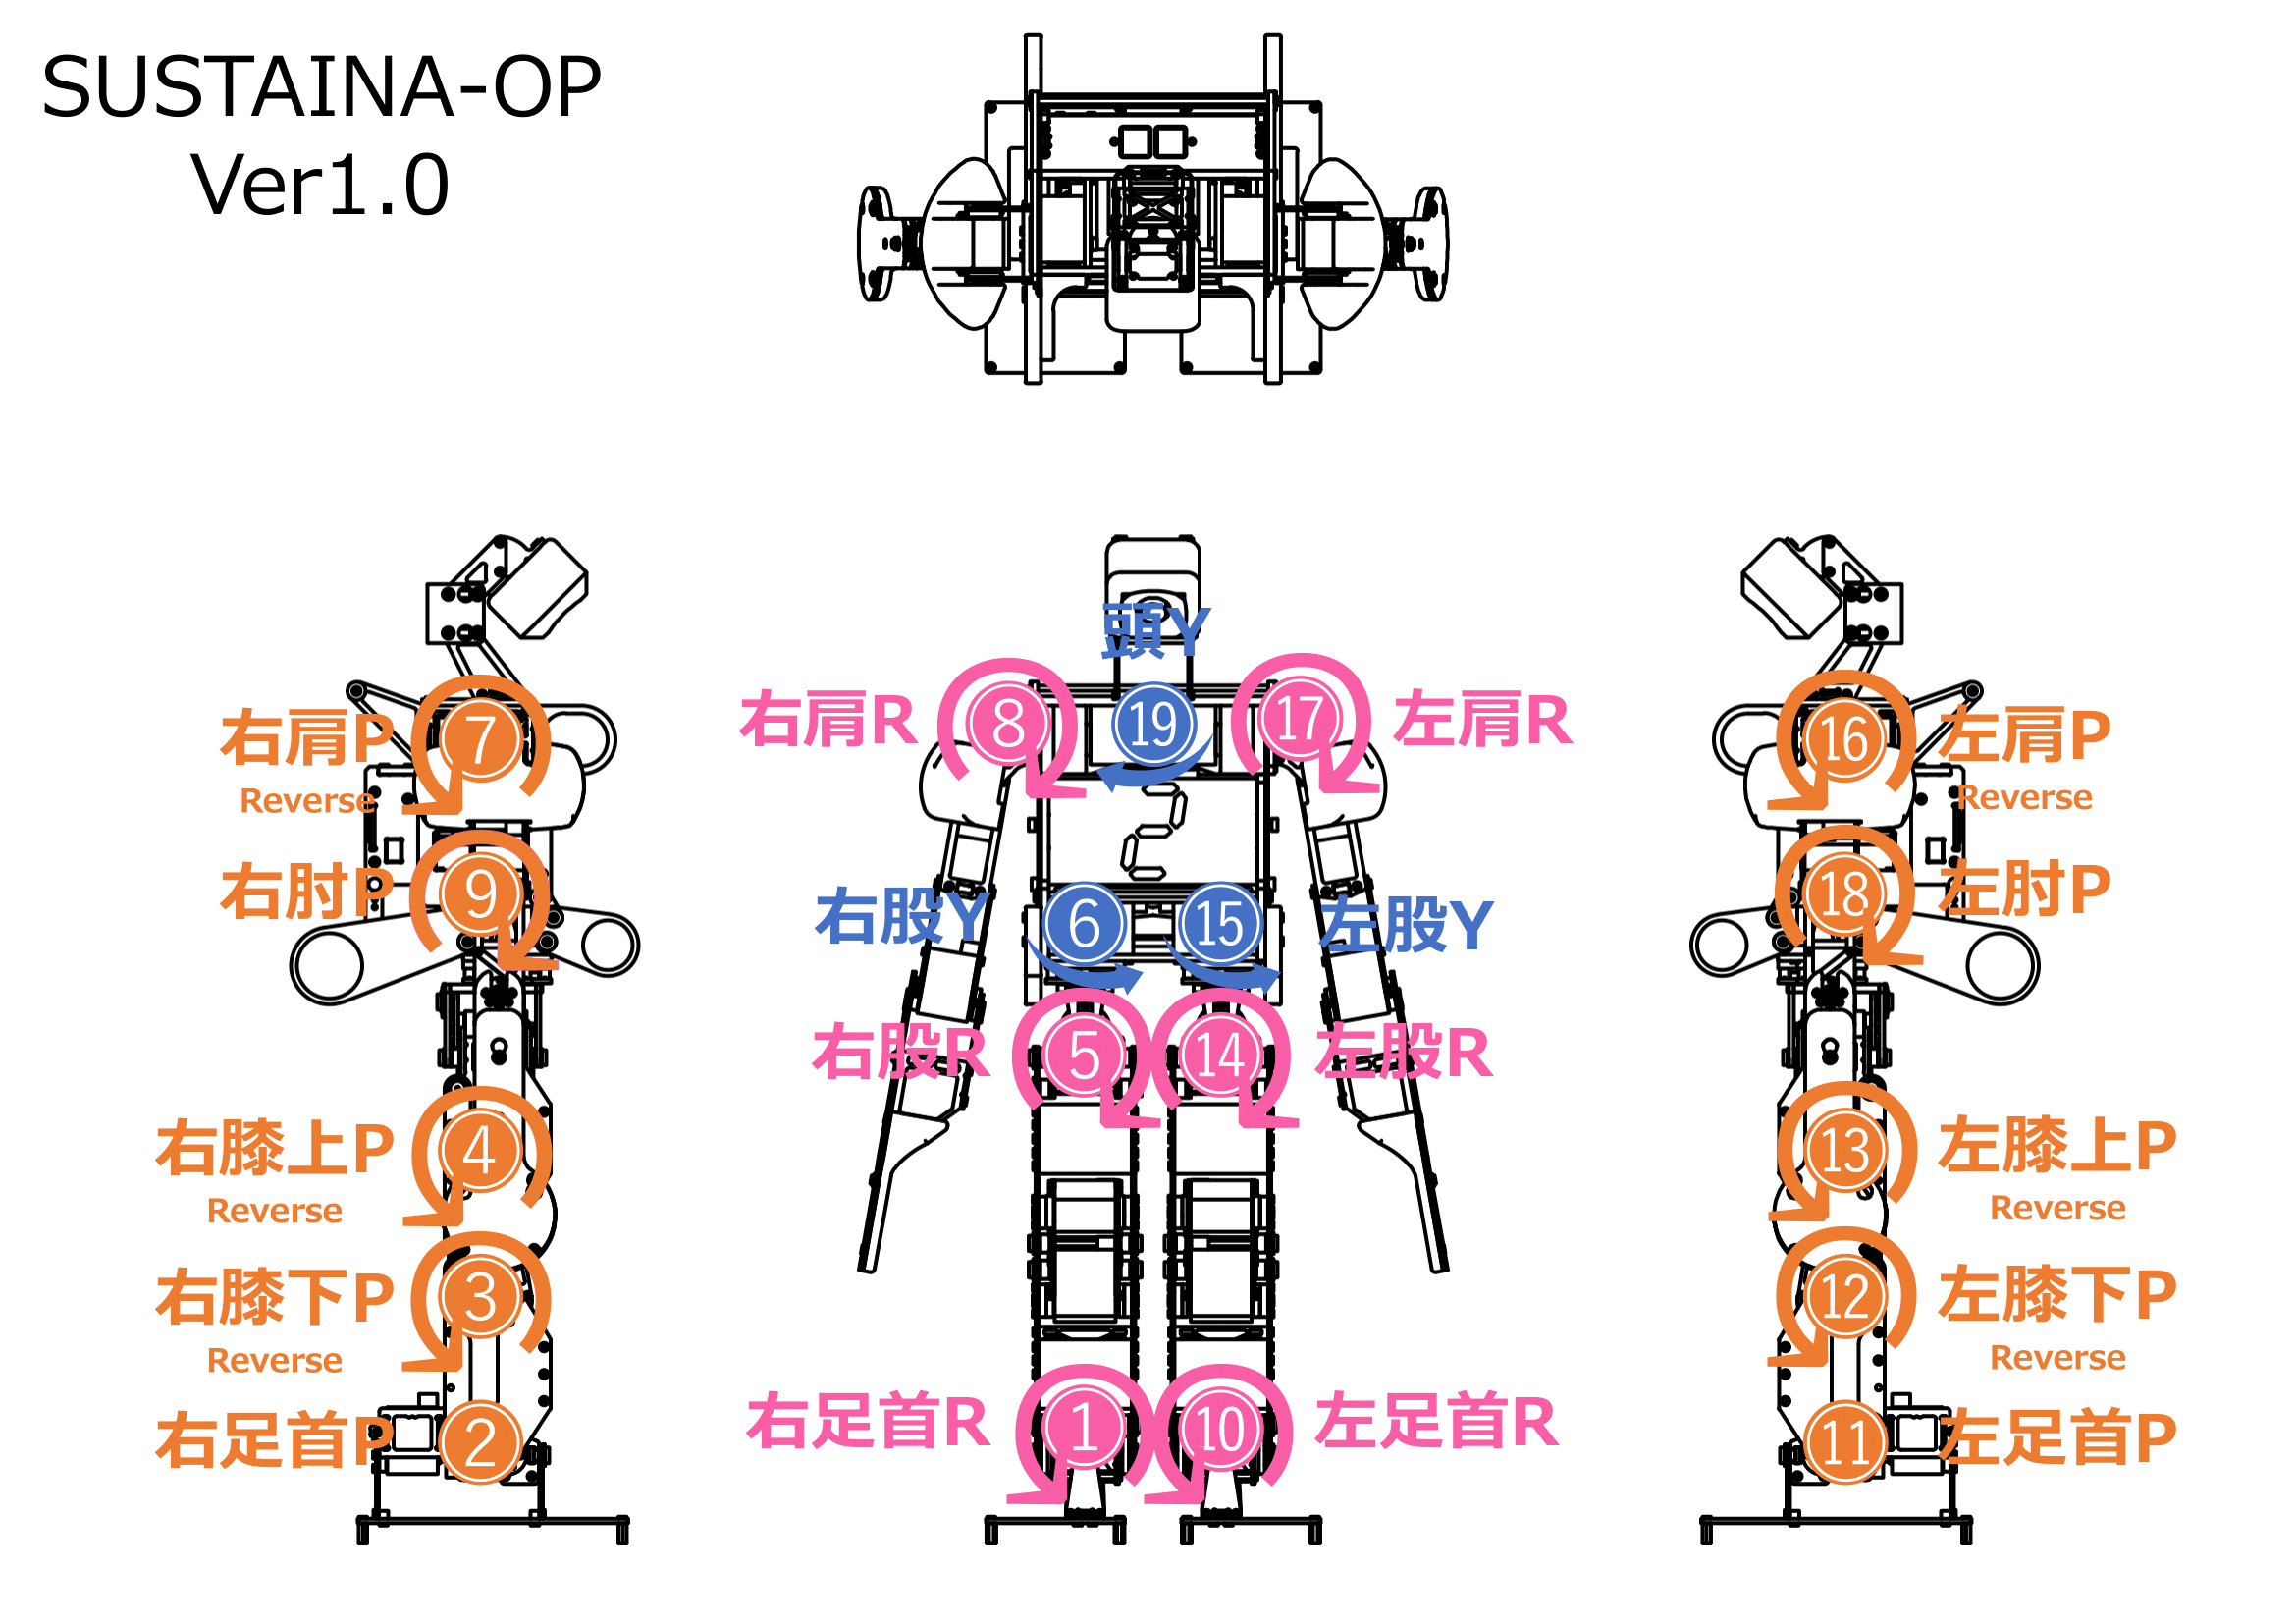 SUSTAINA-OP
Ver1.0
右肩P
Reverse
7
右肘P
9
右膝上P
Reverse
4
右膝下P
Reverse
3
右足首P
2
頭Y
右肩R
8
19
17
左肩R
右股Y
6
15
左股Y
右股R
5
14
左股R
右足首R
1
10
左足首R
16
左肩P
Reverse
18
左肘P
13
左膝上P
Reverse
12
左膝下P
Reverse
11
左足首P